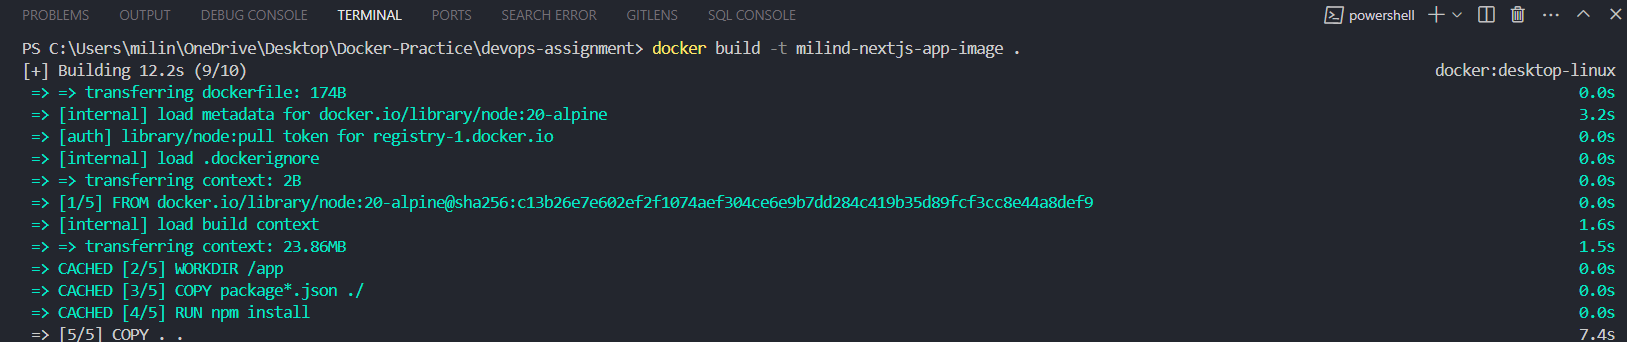 PROBLEMS OUTPUT DEBUG CONSOLE TERMINAL PORTS SEARCH ERROR GITLENS SQL CONSOLE powershell
PS C:\Users\milin\OneDrive\Desktop\Docker-Practice\devops-assignment> docker build -t milind-nextjs-app-image .
[+] Building 12.2s (9/10) docker:desktop-linux
=> => transferring dockerfile: 174B 0.0s
=> [internal] load metadata for docker.io/library/node:20-alpine 3.2s
=> [auth] library/node:pull token for registry-1.docker.io 0.0s
=> [internal] load .dockerignore 0.0s
=> => transferring context: 2B 0.0s
=> [1/5] FROM docker.io/library/node:20-alpine@sha256:c13b26e7e602ef2f1074aef304ce6e9b7dd284c419b35d89fcf3cc8e44a8def9 0.0s
=> [internal] load build context 1.6s
=> => transferring context: 23.86MB 1.5s
=> CACHED [2/5] WORKDIR /app 0.0s
=> CACHED [3/5] COPY package*.json ./ 0.0s
=> CACHED [4/5] RUN npm install 0.0s
=> [5/5] COPY . . 7.4s